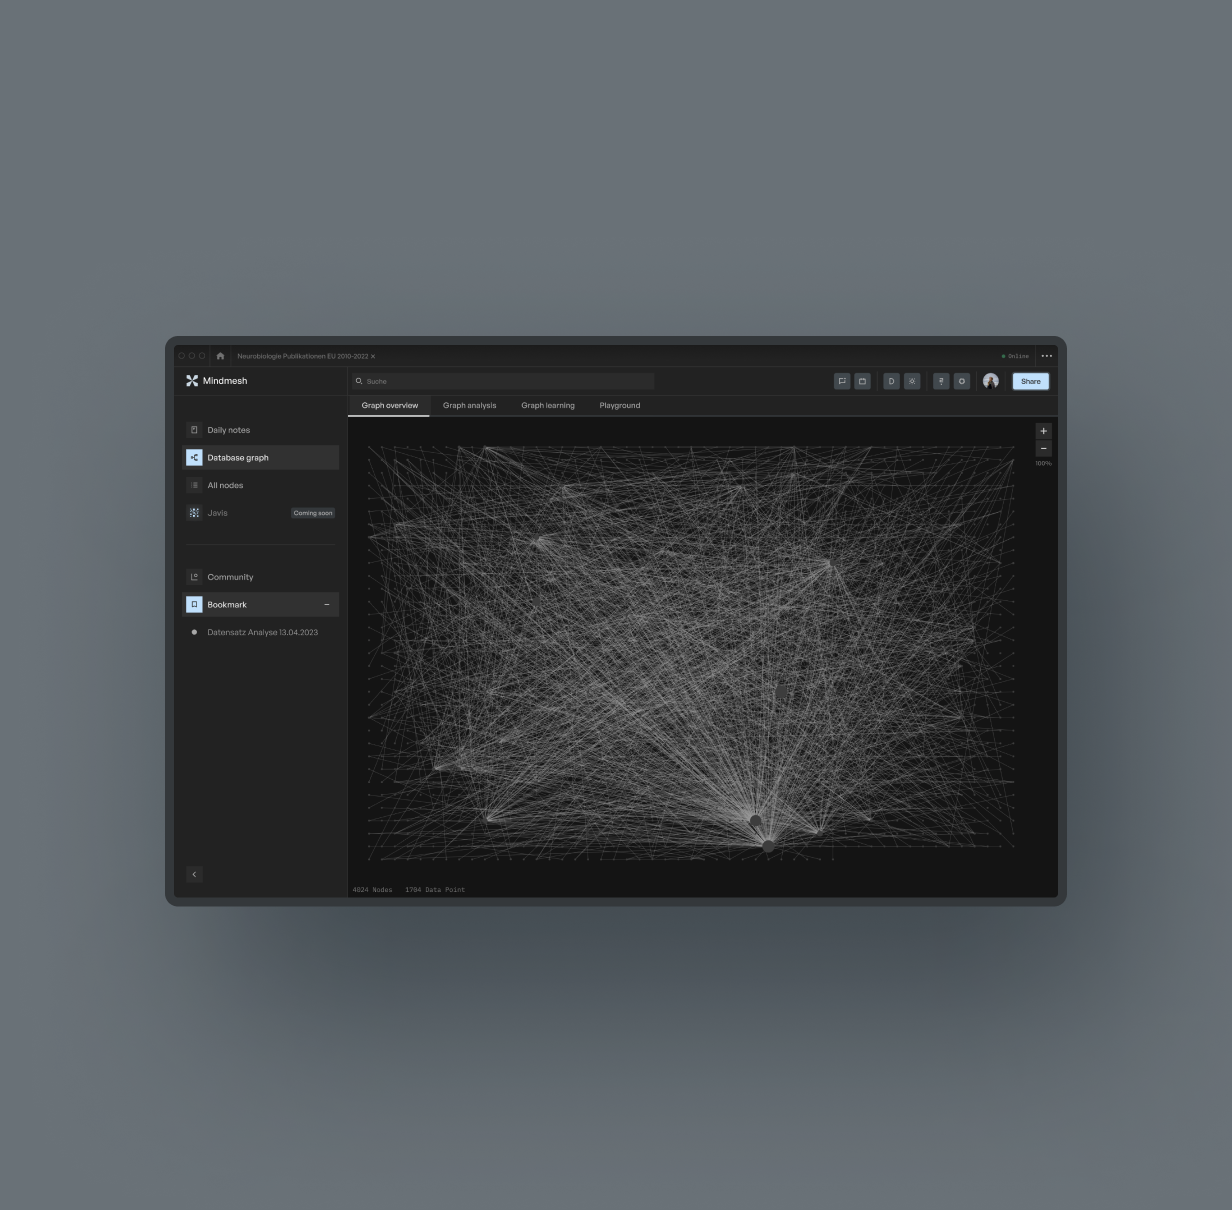 Neurobiologie Publikationen EU 2010-2022
Online
Mindmesh
Suche
D
Share
Graph overview
Graph analysis
Graph learning
Playground
100%
Daily notes
Database graph
All nodes
Javis
Coming soon
Community
Bookmark
Datensatz Analyse 13.04.2023
4024 Nodes
1704 Data Point